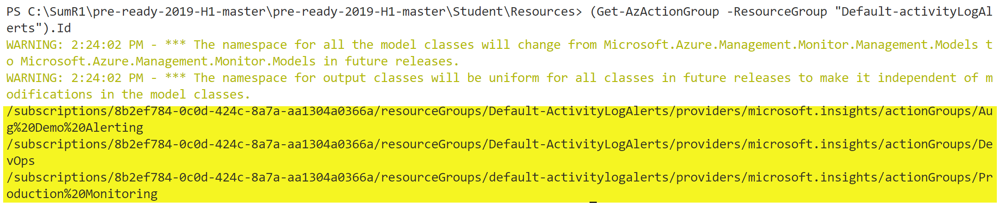 PS C:\SumR1\pre-ready-2019-H1-master\pre-ready-2019-H1-master\Student\Resources> (Get-AzActionGroup -ResourceGroup "Default-activityLogAl
erts").Id
WARNING: 2:24:02 PM - *** The namespace for all the model classes will change from Microsoft.Azure.Management.Monitor.Management.Models t
o Microsoft.Azure.Management.Monitor.Models in future releases.
WARNING: 2:24:02 PM - *** The namespace for output classes will be uniform for all classes in future releases to make it independent of m
odifications in the model classes.
/subscriptions/8b2ef784-0c0d-424c-8a7a-aa1304a0366a/resourceGroups/Default-ActivityLogAlerts/providers/microsoft.insights/actionGroups/Au
g%20Demo%20Alerting
/subscriptions/8b2ef784-0c0d-424c-8a7a-aa1304a0366a/resourceGroups/Default-ActivityLogAlerts/providers/microsoft.insights/actionGroups/De
vOps
/subscriptions/8b2ef784-0c0d-424c-8a7a-aa1304a0366a/resourceGroups/default-activitylogalerts/providers/microsoft.insights/actionGroups/Pr
oduction%20Monitoring